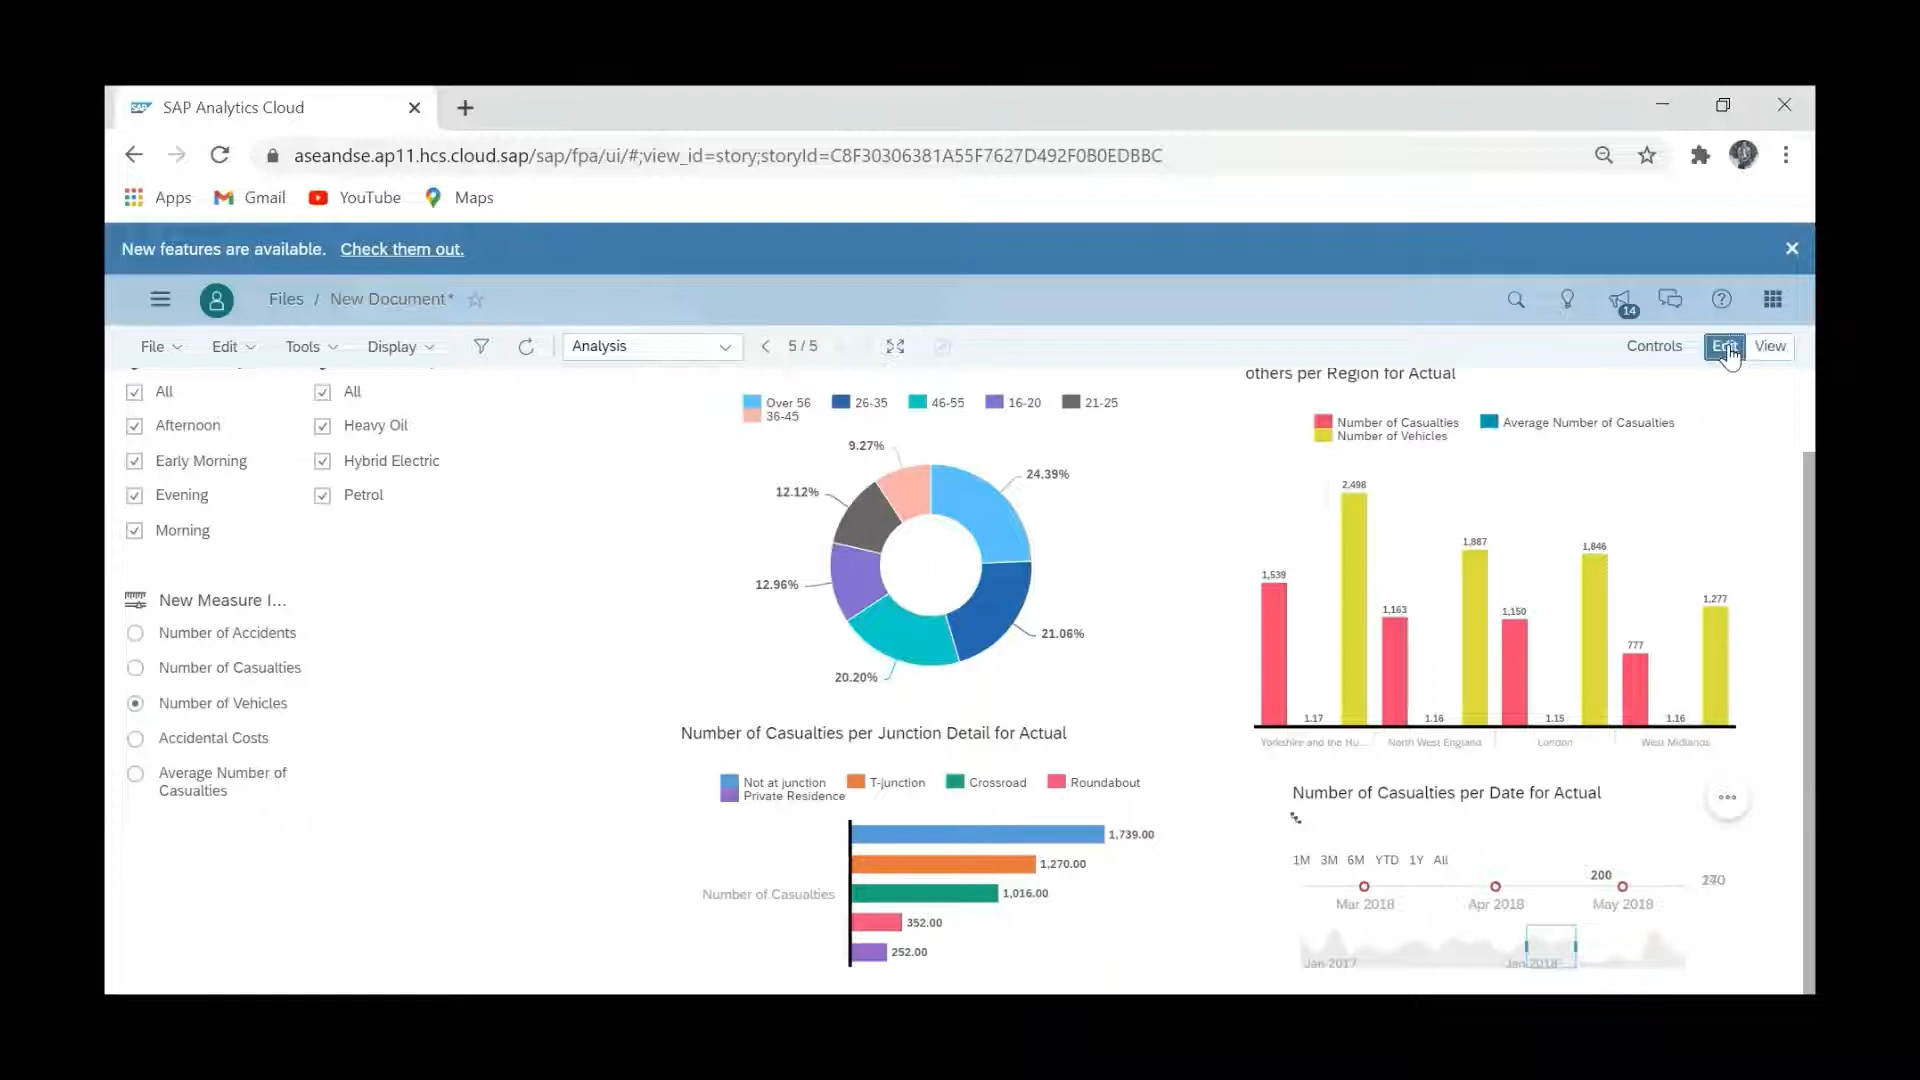 SAP Analytics Cloud
aseandse.ap11.hcs.cloud.sap/sap/fpa/ui/#;view_id=story;storyId=C8F30306381A55F7627D492F0B0EDBBC
Apps Gmail YouTube Maps
New features are available. Check them out.
Files / New Document*
14
File Edit Tools Display Analysis 5 / 5 Controls Edit View
All
Afternoon
Early Morning
Evening
Morning
All
Heavy Oil
Hybrid Electric
Petrol
New Measure I...
Number of Accidents
Number of Casualties
Number of Vehicles
Accidental Costs
Average Number of
Casualties
Over 56 26-35 46-55 16-20 21-25
36-45
9.27%
24.39%
12.12%
12.96%
21.06%
20.20%
others per Region for Actual
Number of Casualties Average Number of Casualties
Number of Vehicles
2,498
1,887
1,846
1,539
1,277
1,163
1,150
777
1.17 1.16 1.15 1.16
Yorkshire and the Hu... North West England London West Midlands
Number of Casualties per Junction Detail for Actual
Not at junction T-junction Crossroad Roundabout
Private Residence
1,739.00
1,270.00
Number of Casualties
1,016.00
352.00
252.00
Number of Casualties per Date for Actual
1M 3M 6M YTD 1Y All
200
Mar 2018 Apr 2018 May 2018
Jan 2017 Jan 2018